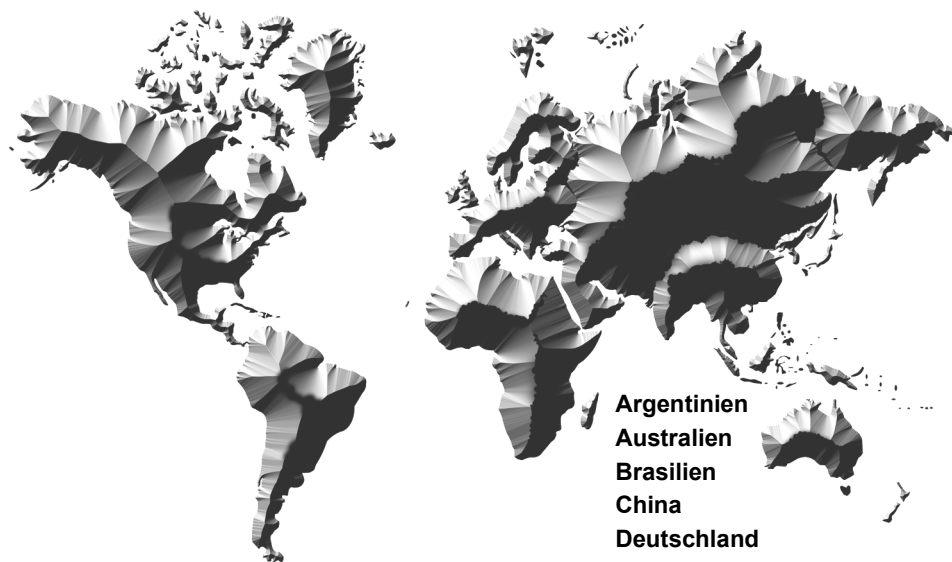 Argentinien
Australien
Brasilien
China
Deutschland